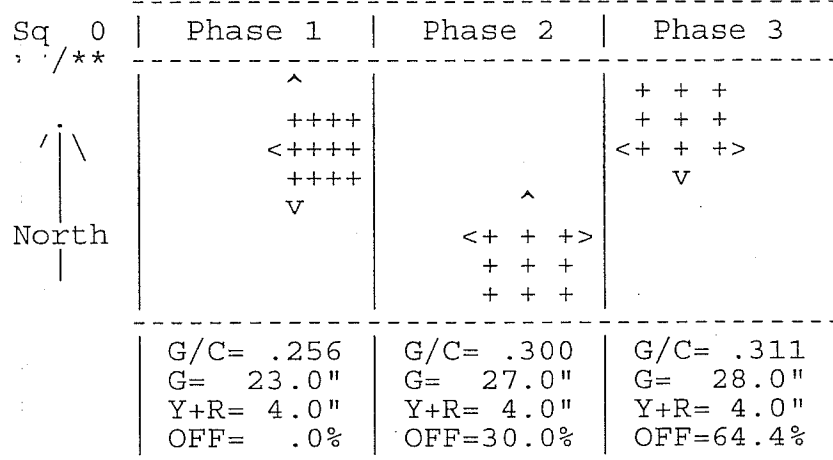 Sq 0 | Phase 1 | Phase 2 | Phase 3
/**
^
++++
<++++
++++
v
North
^
<+ + +>
+ + +
+ + +
+ + +
+ + +
<+ + +>
v
G/C= .256 | G/C= .300 | G/C= .311
G= 23.0" | G= 27.0" | G= 28.0"
Y+R= 4.0" | Y+R= 4.0" | Y+R= 4.0"
OFF= .0% | OFF=30.0% | OFF=64.4%